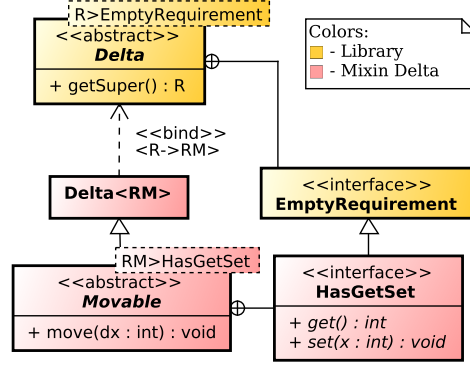 R>EmptyRequirement
<<abstract>>
Delta
+ getSuper() : R
Colors:
- Library
- Mixin Delta
<<bind>>
<R->RM>
Delta<RM>
<<interface>>
EmptyRequirement
RM>HasGetSet
<<abstract>>
Movable
+ move(dx : int) : void
<<interface>>
HasGetSet
+ get() : int
+ set(x : int) : void